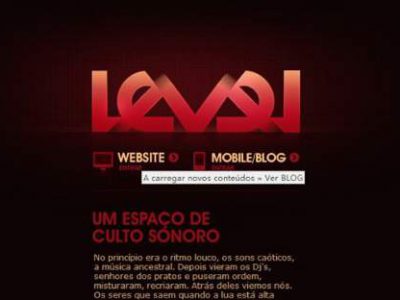 LEVEL
WEBSITE
MOBILE/BLOG
A carregar novos conteúdos » Ver BLOG
UM ESPAÇO DE
CULTO SONORO
No princípio era o ritmo louco, os sons caóticos,
a música ancestral. Depois vieram os Dj's,
senhores dos pratos e puseram ordem,
misturaram, recriaram. Atrás deles viemos nós.
Os seres que saem quando a lua está alta